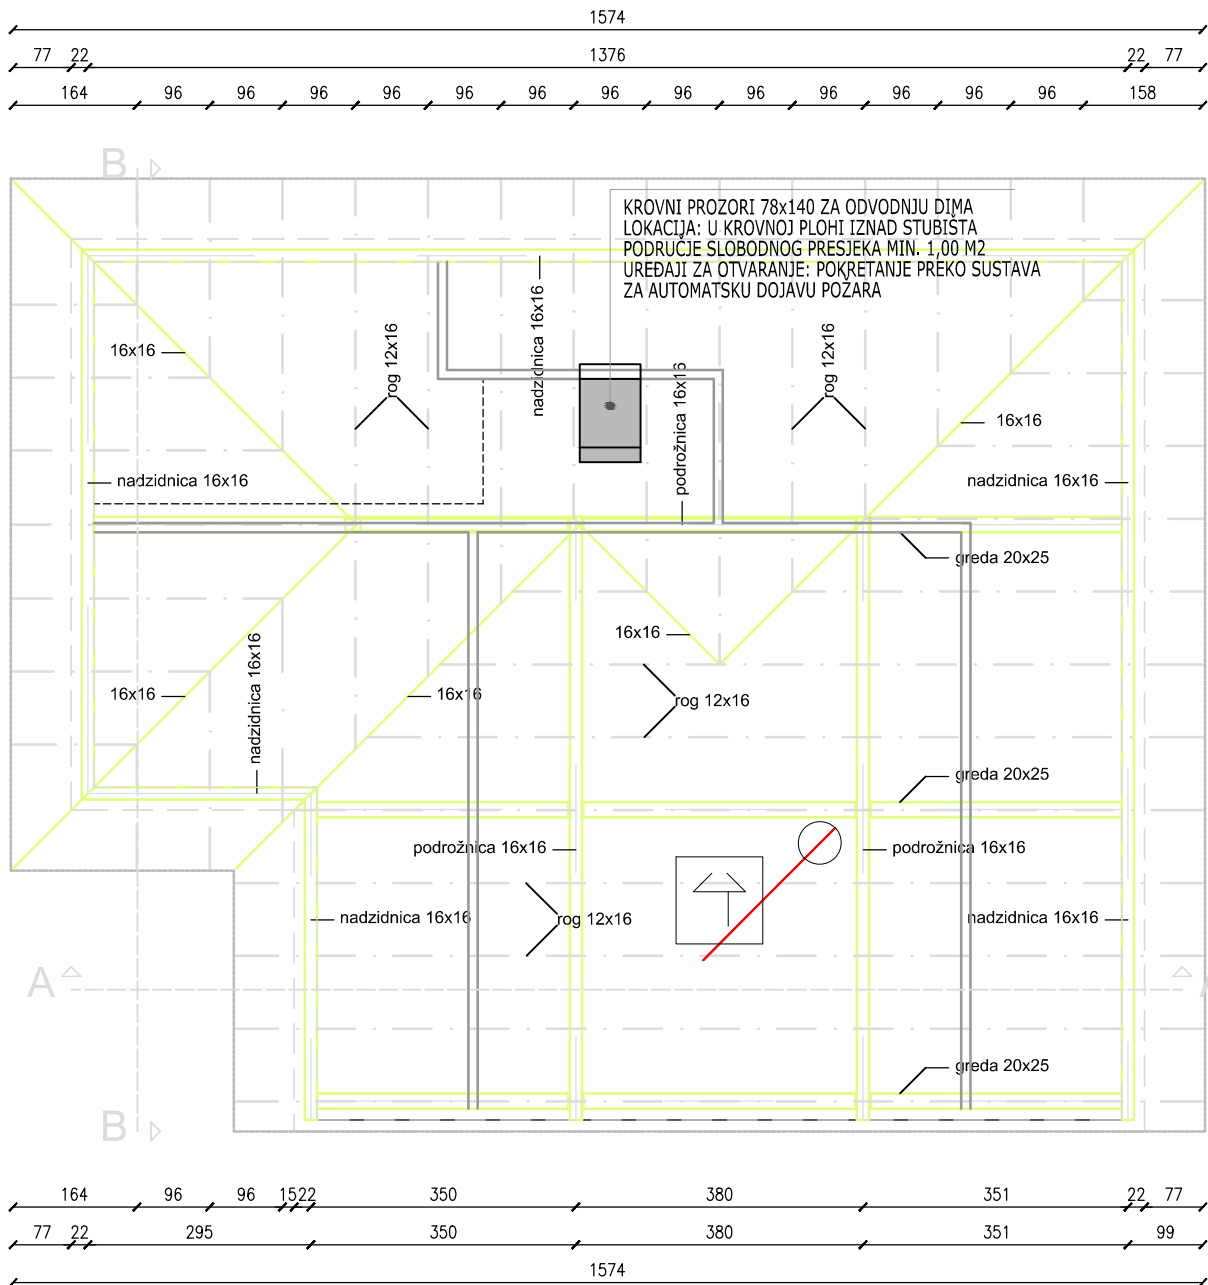 1574
77 22 1376 22 77
164 96 96 96 96 96 96 96 96 96 96 96 96 96 158
B
KROVNI PROZORI 78x140 ZA ODVODNJU DIMA
LOKACIJA: U KROVNOJ PLOHI IZNAD STUBIŠTA
PODRUČJE SLOBODNOG PRESJEKA MIN. 1,00 M2
UREĐAJI ZA OTVARANJE: POKRETANJE PREKO SUSTAVA
ZA AUTOMATSKU DOJAVU POŽARA
nadzidnica 16x16
16x16
rog 12x16
rog 12x16
podrožnica 16x16
16x16
nadzidnica 16x16
nadzidnica 16x16
greda 20x25
16x16
nadzidnica 16x16
16x16
16x16
rog 12x16
greda 20x25
podrožnica 16x16
podrožnica 16x16
nadzidnica 16x16
rog 12x16
nadzidnica 16x16
A
greda 20x25
B
164 96 96 15 22 350 380 351 22 77
77 22 295 350 380 351 99
1574